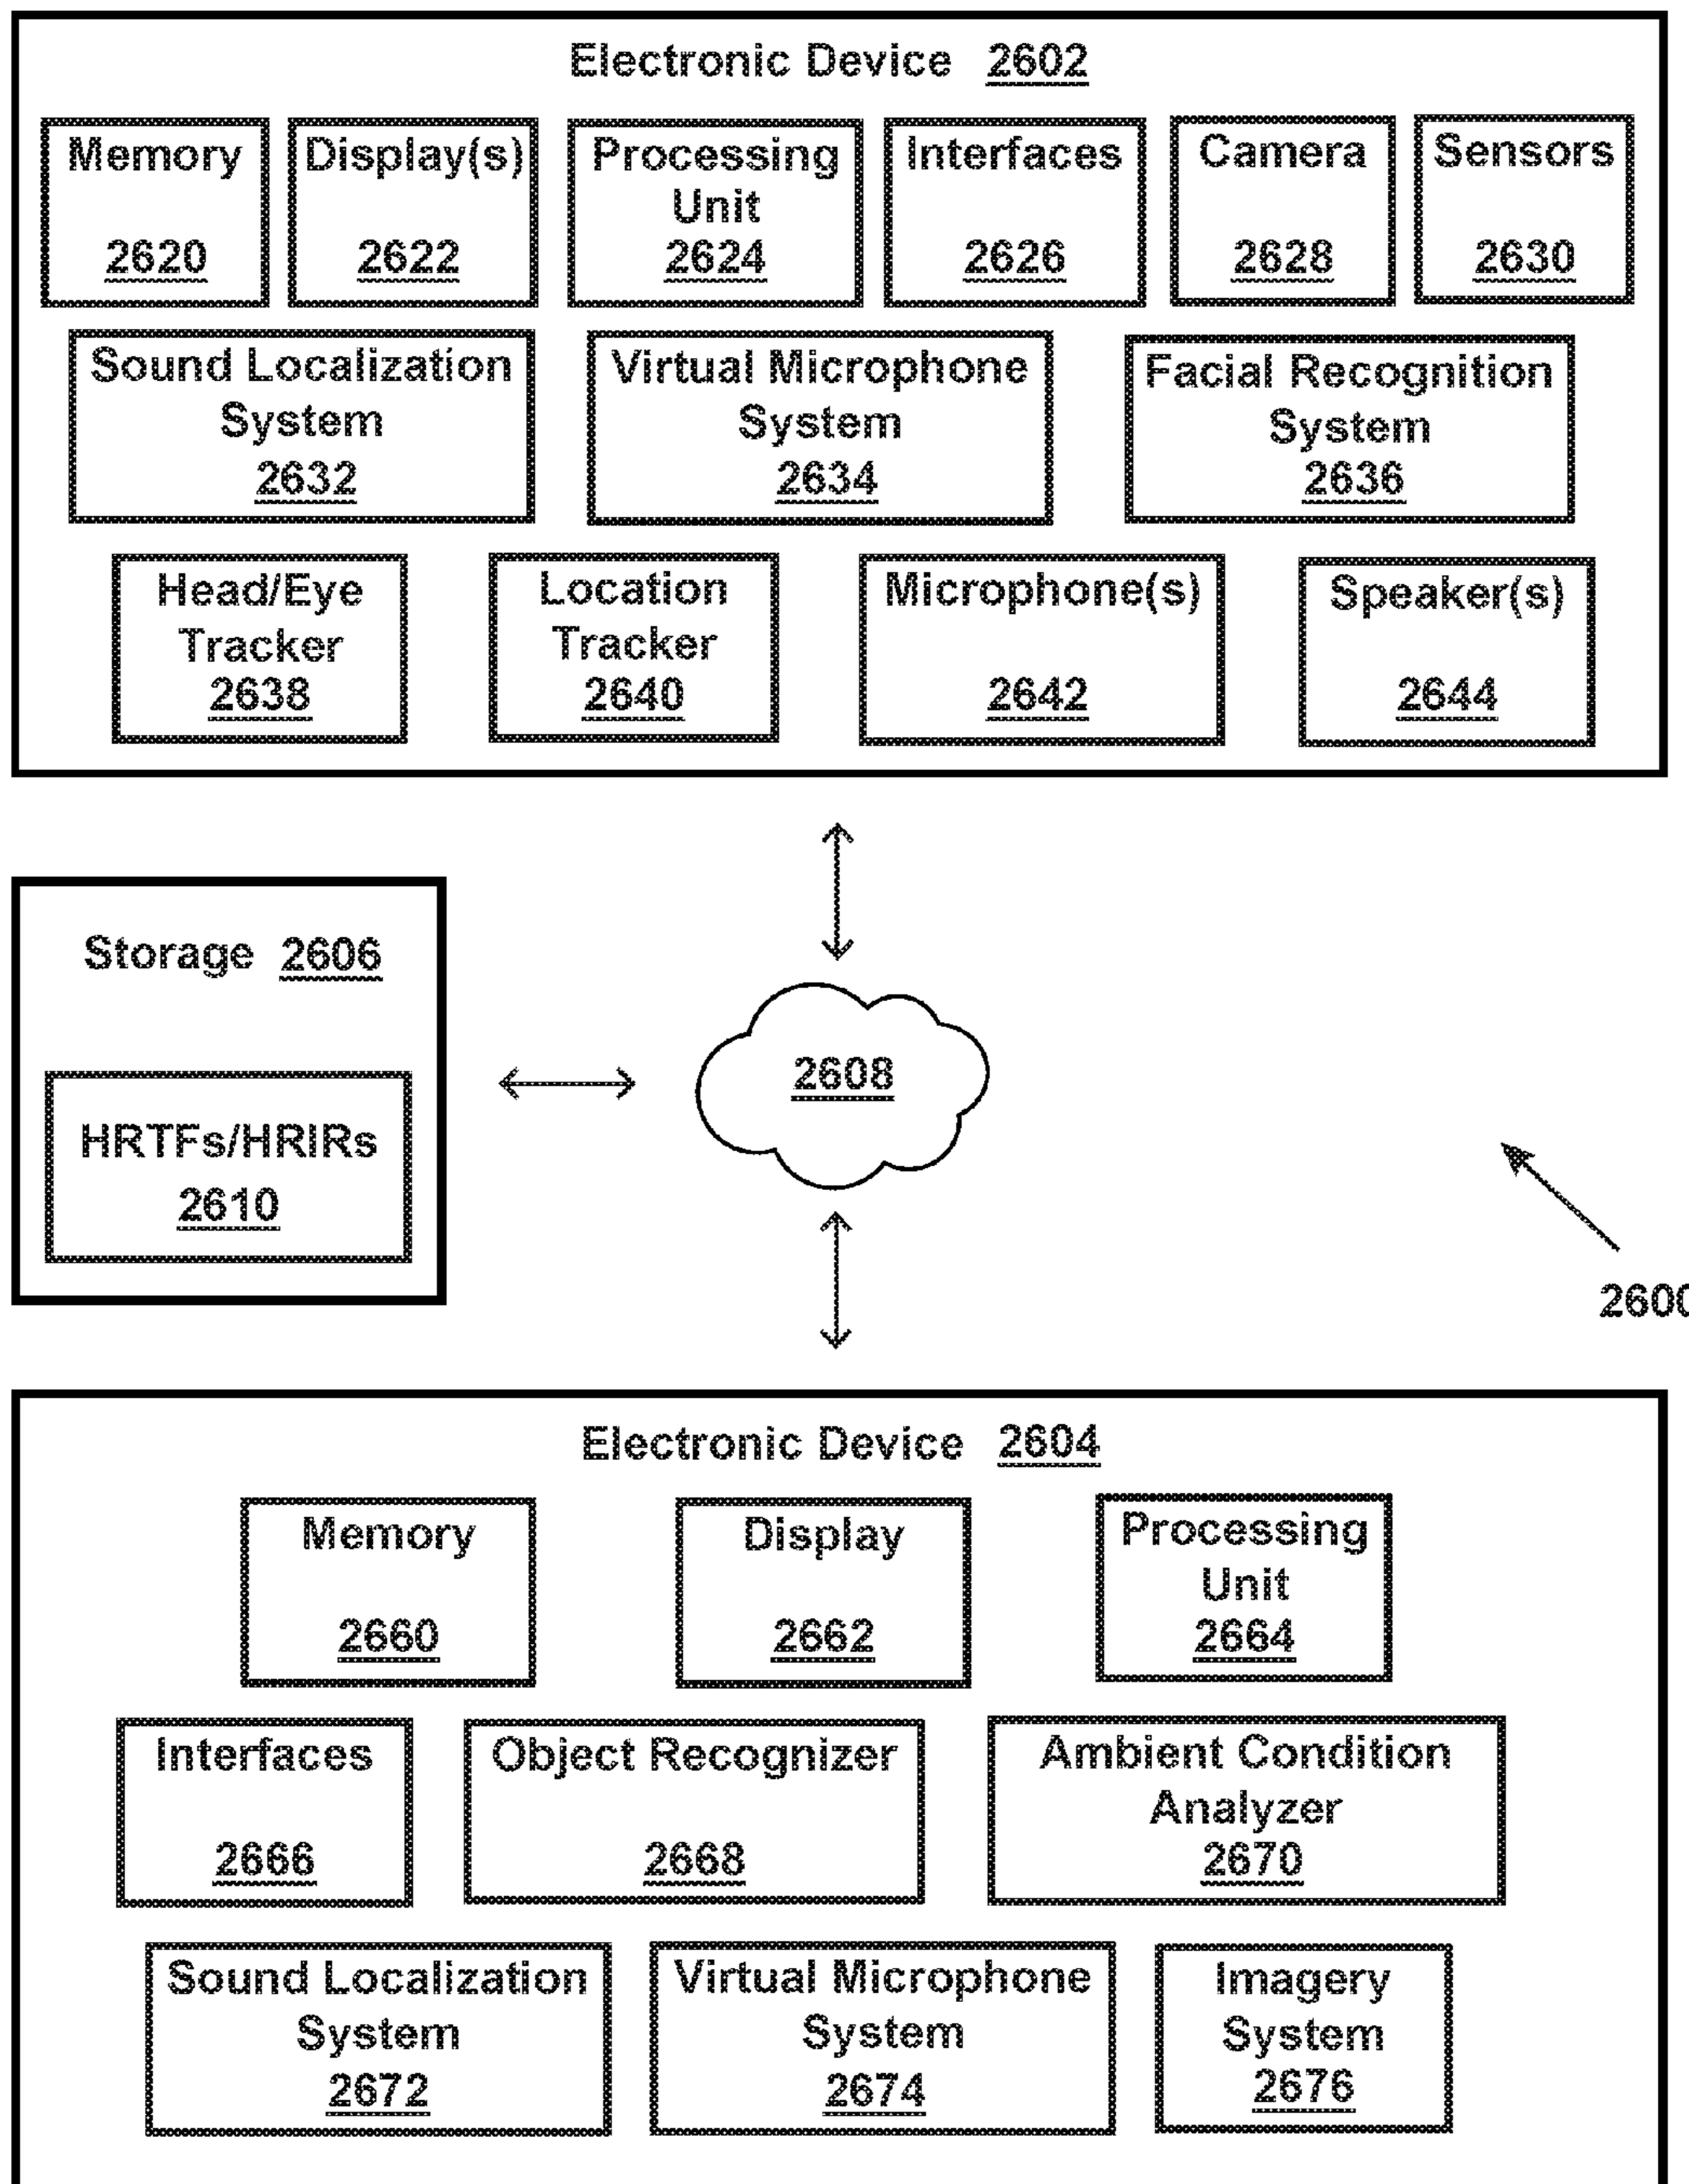 Electronic Device 2602
Memory
2620
Display(s)
2622
Processing
Unit
2624
Interfaces
2626
Camera
2628
Sensors
2630
Sound Localization
System
2632
Virtual Microphone
System
2634
Facial Recognition
System
2636
Head/Eye
Tracker
2638
Location
Tracker
2640
Microphone(s)
2642
Speaker(s)
2644
Storage 2606
HRTFs/HRIRs
2610
2608
2600
Electronic Device 2604
Memory
2660
Display
2662
Processing
Unit
2664
Interfaces
2666
Object Recognizer
2668
Ambient Condition
Analyzer
2670
Sound Localization
System
2672
Virtual Microphone
System
2674
Imagery
System
2676